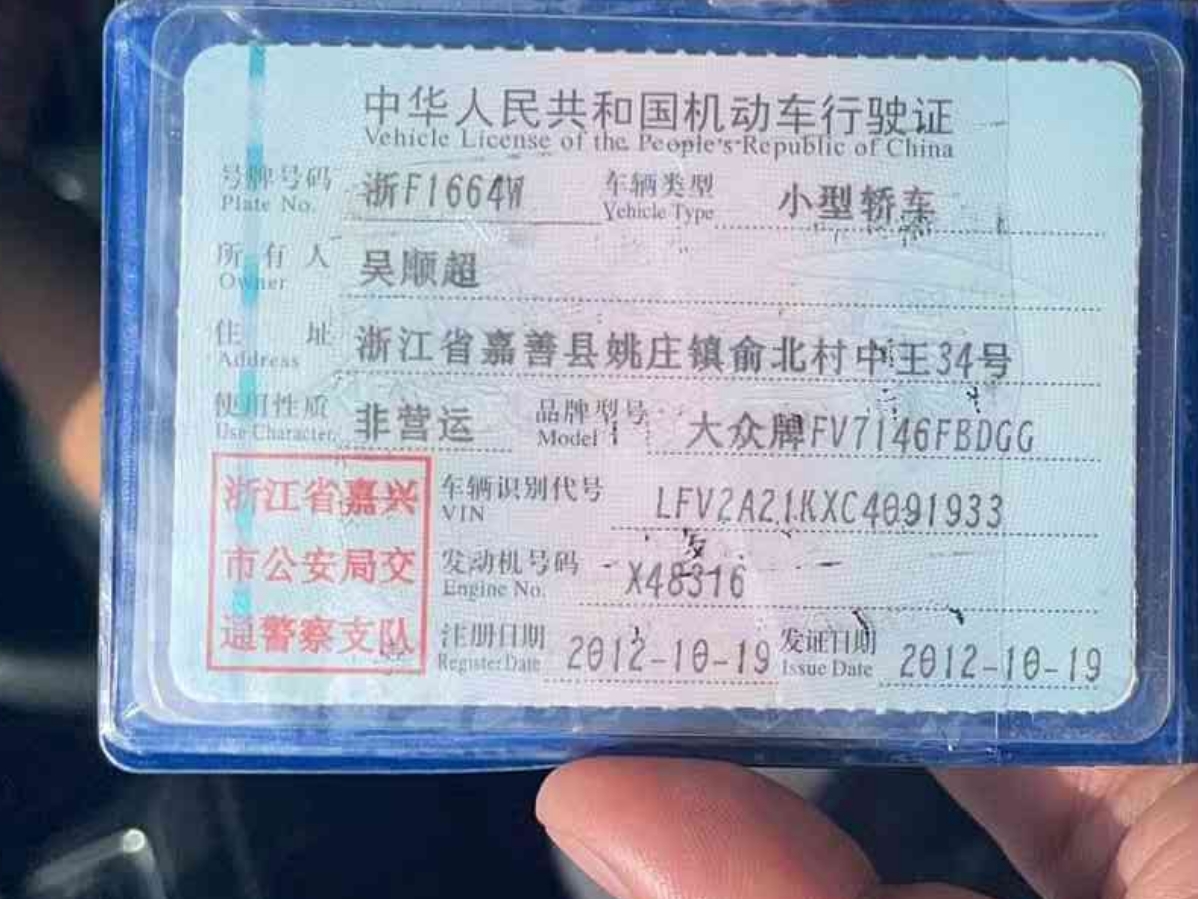 中华人民共和国机动车行驶证
Vehicle License of the People's Republic of China
号牌号码 浙F1664W 车辆类型 小型轿车
Plate No. Vehicle Type
所有人 吴顺超
Owner
住址 浙江省嘉善县姚庄镇俞北村中王34号
Address
使用性质 非营运 品牌型号 大众牌FV7146FBDGG
Use Character Model
浙江省嘉兴
市公安局交
通警察支队
车辆识别代号 LFV2A21KXC4091933
VIN
发动机号码 X48316
Engine No.
注册日期 2012-10-19 发证日期 2012-10-19
Register Date Issue Date